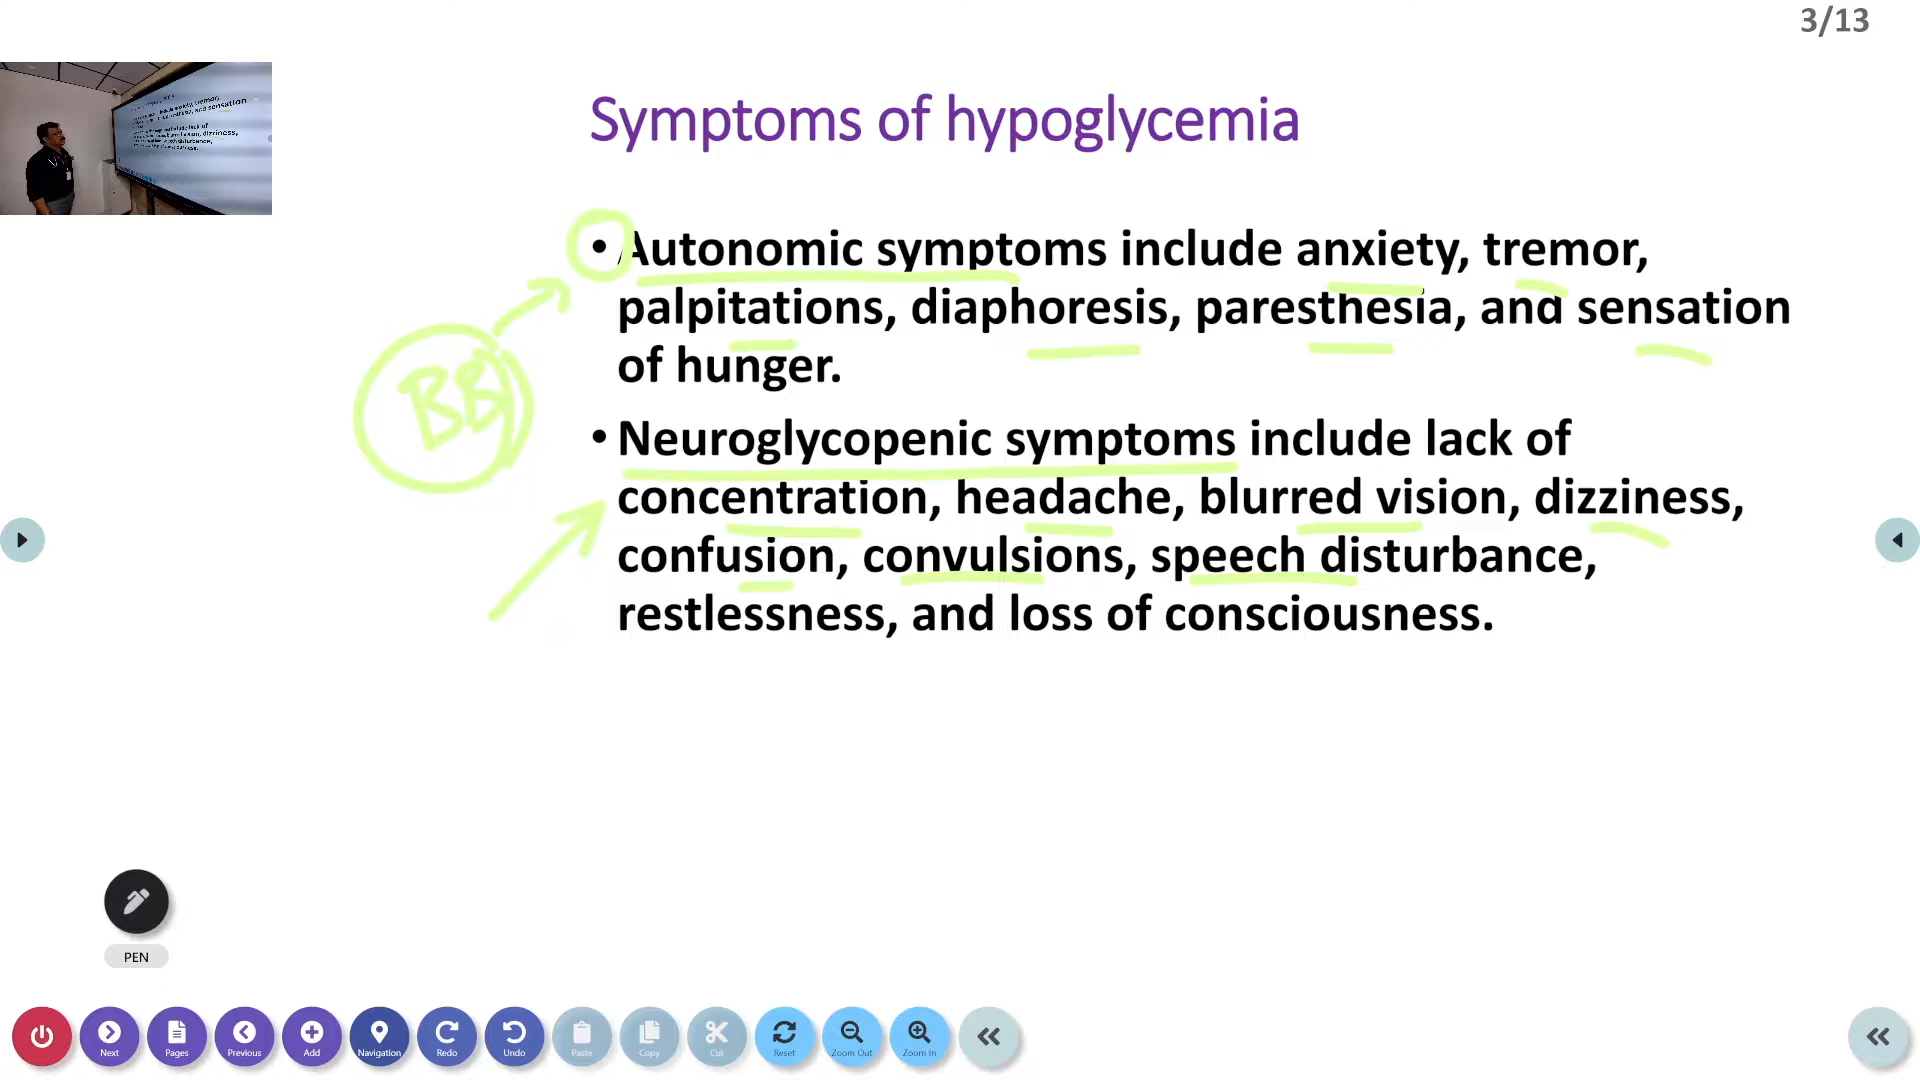 3/13
Symptoms of hypoglycemia
• Autonomic symptoms include anxiety, tremor,
palpitations, diaphoresis, paresthesia, and sensation
of hunger.
BB
• Neuroglycopenic symptoms include lack of
concentration, headache, blurred vision, dizziness,
confusion, convulsions, speech disturbance,
restlessness, and loss of consciousness.
PEN
Next Pages Previous Add Navigation Redo Undo Paste Copy Cut Reset Zoom Out Zoom In